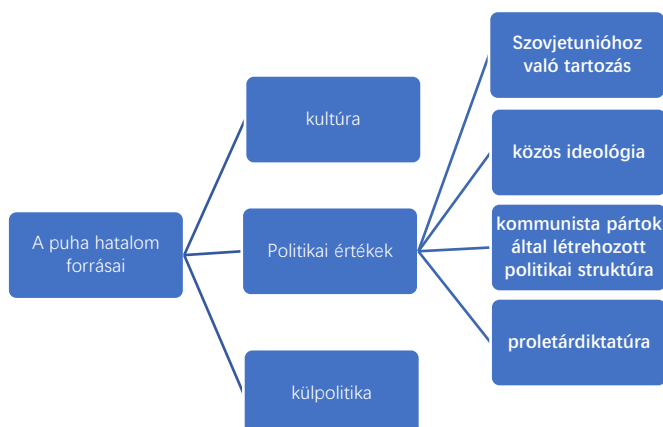 A puha hatalom
forrásai
kultúra
Politikai értékek
külpolitika
Szovjetunióhoz
való tartozás
közös ideológia
kommunista pártok
által létrehozott
politikai struktúra
proletárdiktatúra